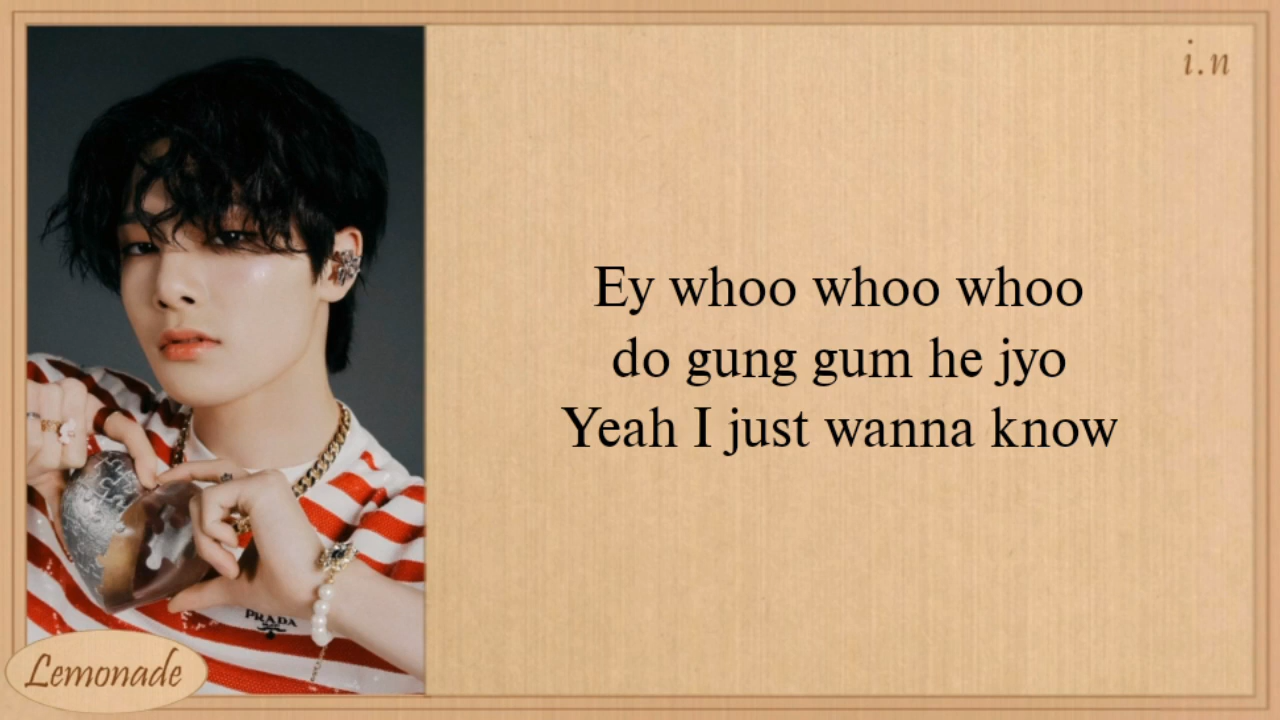 i.n
Ey whoo whoo whoo
do gung gum he jyo
Yeah I just wanna know
PRADA
Lemonade